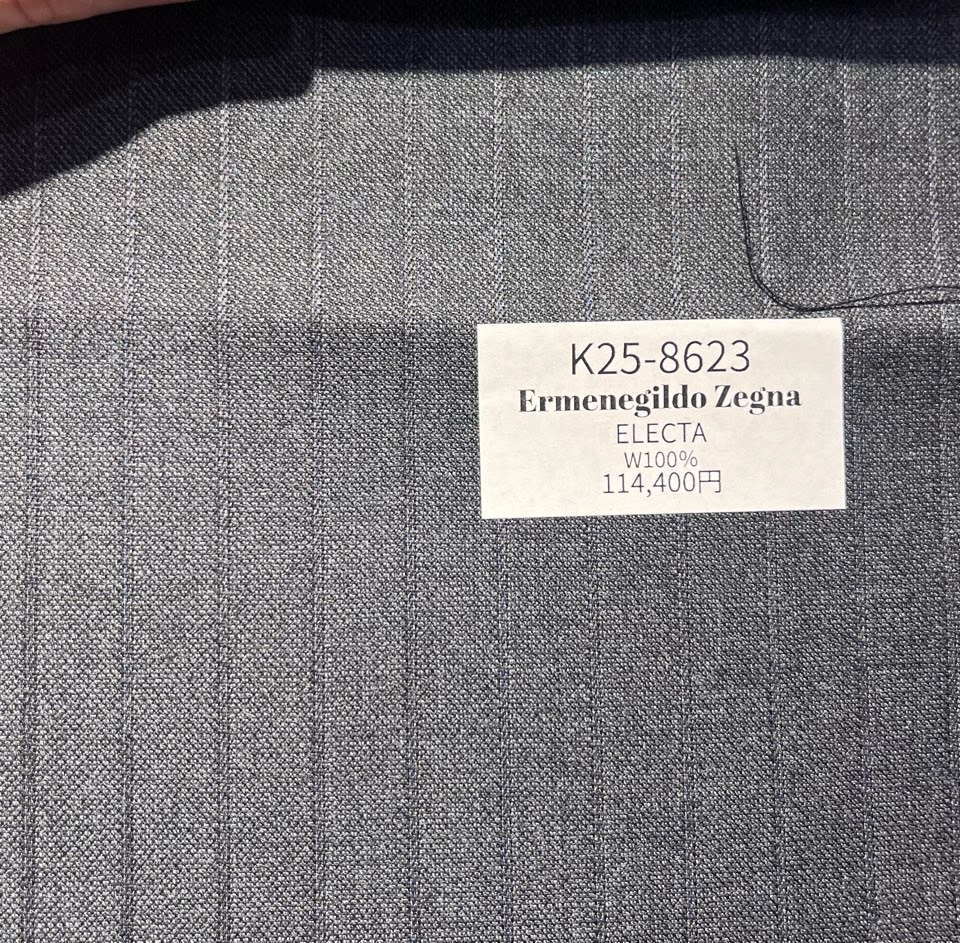 K25-8623
Ermenegildo Zegna
ELECTA
W100%
114,400円